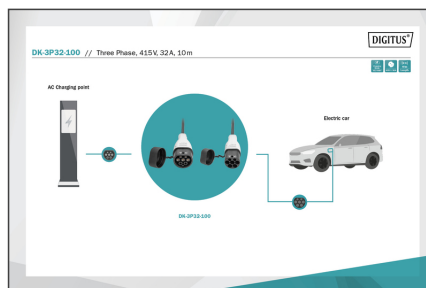 DIGITUS®
DK-3P32-100 // Three Phase, 415V, 32A, 10m
AC Charging point
Electric car
DK-3P32-100